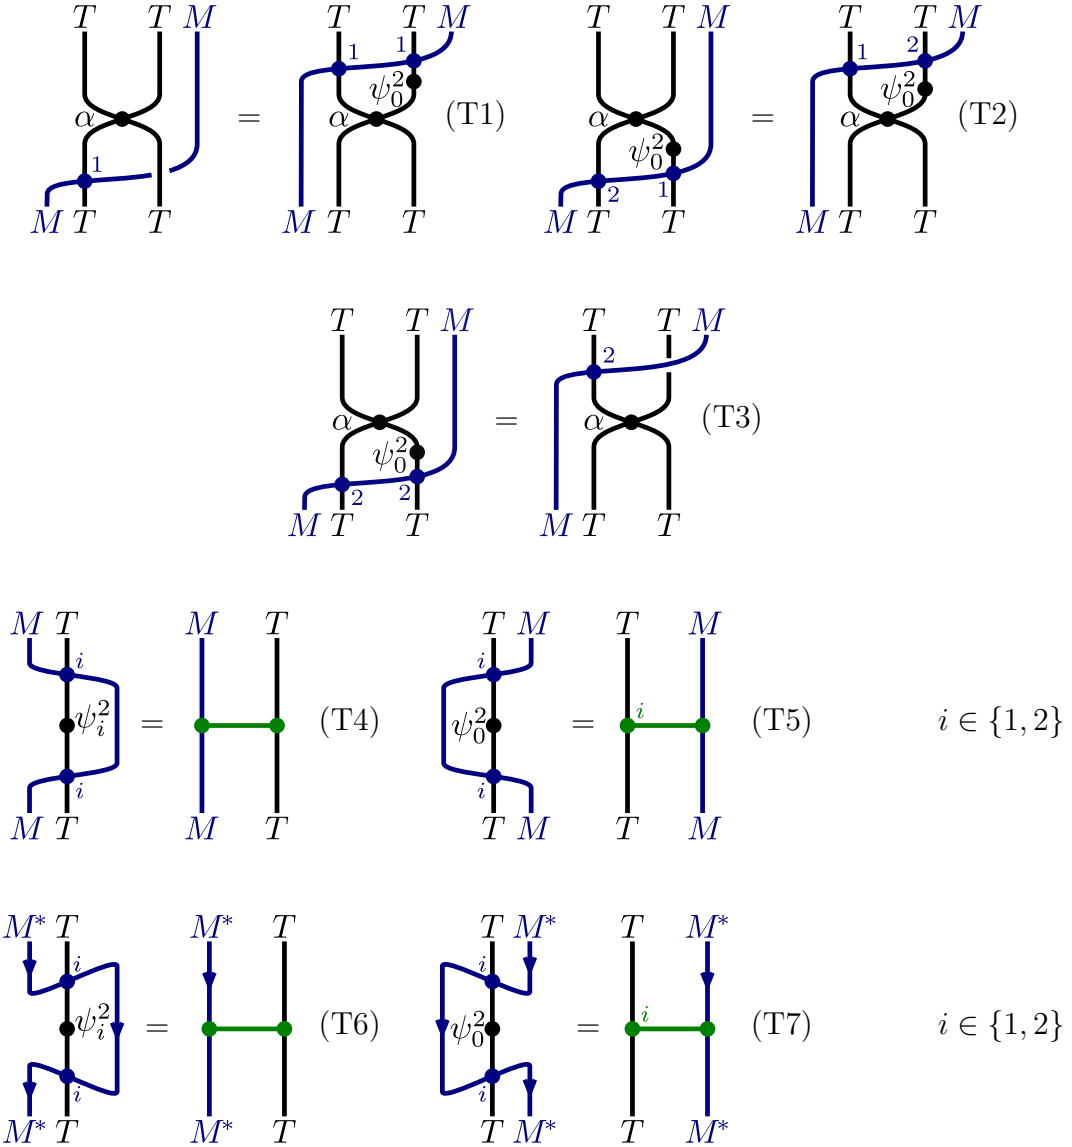 T T M T T M T T M T T M
1 1 1 1 2
ψ₀² ψ₀²
α = α (T1) α = α (T2)
ψ₀²
1 2 1
M T T M T T M T T M T T
T T M T T M
2
α = α (T3)
ψ₀²
2 2
M T T M T T
M T M T T M T M
i i
ψᵢ² = (T4) ψ₀² = i (T5) i ∈ {1, 2}
i i
M T M T T M T M
M* T M* T T M* T M*
i i
ψᵢ² = (T6) ψ₀² = i (T7) i ∈ {1, 2}
i i
M* T M* T T M* T M*